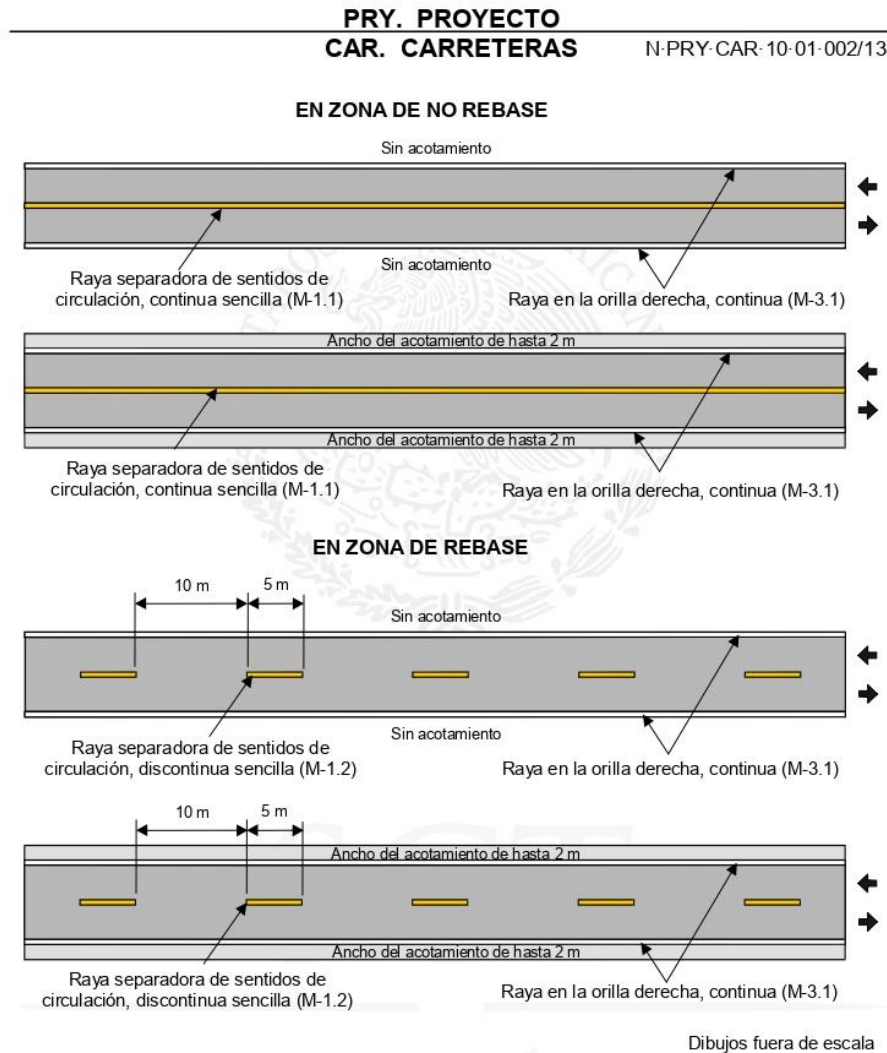 PRY. PROYECTO
CAR. CARRETERAS N·PRY·CAR·10·01·002/13
EN ZONA DE NO REBASE
Sin acotamiento
Sin acotamiento
Raya separadora de sentidos de
circulación, continua sencilla (M-1.1)
Raya en la orilla derecha, continua (M-3.1)
Ancho del acotamiento de hasta 2 m
Ancho del acotamiento de hasta 2 m
Raya separadora de sentidos de
circulación, continua sencilla (M-1.1)
Raya en la orilla derecha, continua (M-3.1)
EN ZONA DE REBASE
10 m 5 m
Sin acotamiento
Sin acotamiento
Raya separadora de sentidos de
circulación, discontinua sencilla (M-1.2)
Raya en la orilla derecha, continua (M-3.1)
10 m 5 m
Ancho del acotamiento de hasta 2 m
Ancho del acotamiento de hasta 2 m
Raya separadora de sentidos de
circulación, discontinua sencilla (M-1.2)
Raya en la orilla derecha, continua (M-3.1)
Dibujos fuera de escala